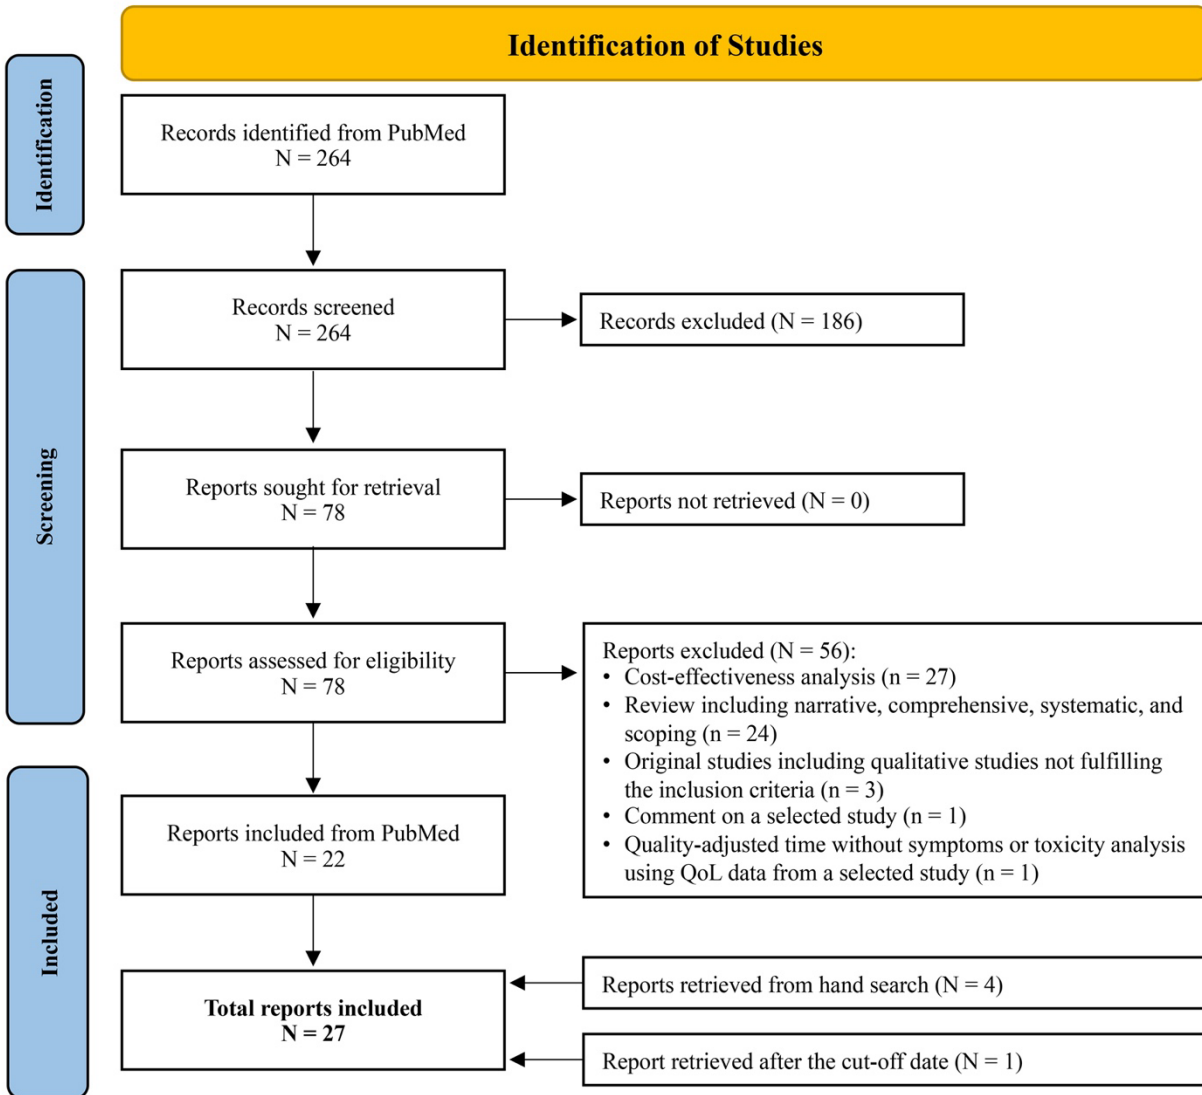 Identification of Studies
Identification
Records identified from PubMed
N = 264
Screening
Records screened
N = 264
Records excluded (N = 186)
Reports sought for retrieval
N = 78
Reports not retrieved (N = 0)
Reports assessed for eligibility
N = 78
Reports excluded (N = 56):
• Cost-effectiveness analysis (n = 27)
• Review including narrative, comprehensive, systematic, and
scoping (n = 24)
• Original studies including qualitative studies not fulfilling
the inclusion criteria (n = 3)
• Comment on a selected study (n = 1)
• Quality-adjusted time without symptoms or toxicity analysis
using QoL data from a selected study (n = 1)
Included
Reports included from PubMed
N = 22
Total reports included
N = 27
Reports retrieved from hand search (N = 4)
Report retrieved after the cut-off date (N = 1)